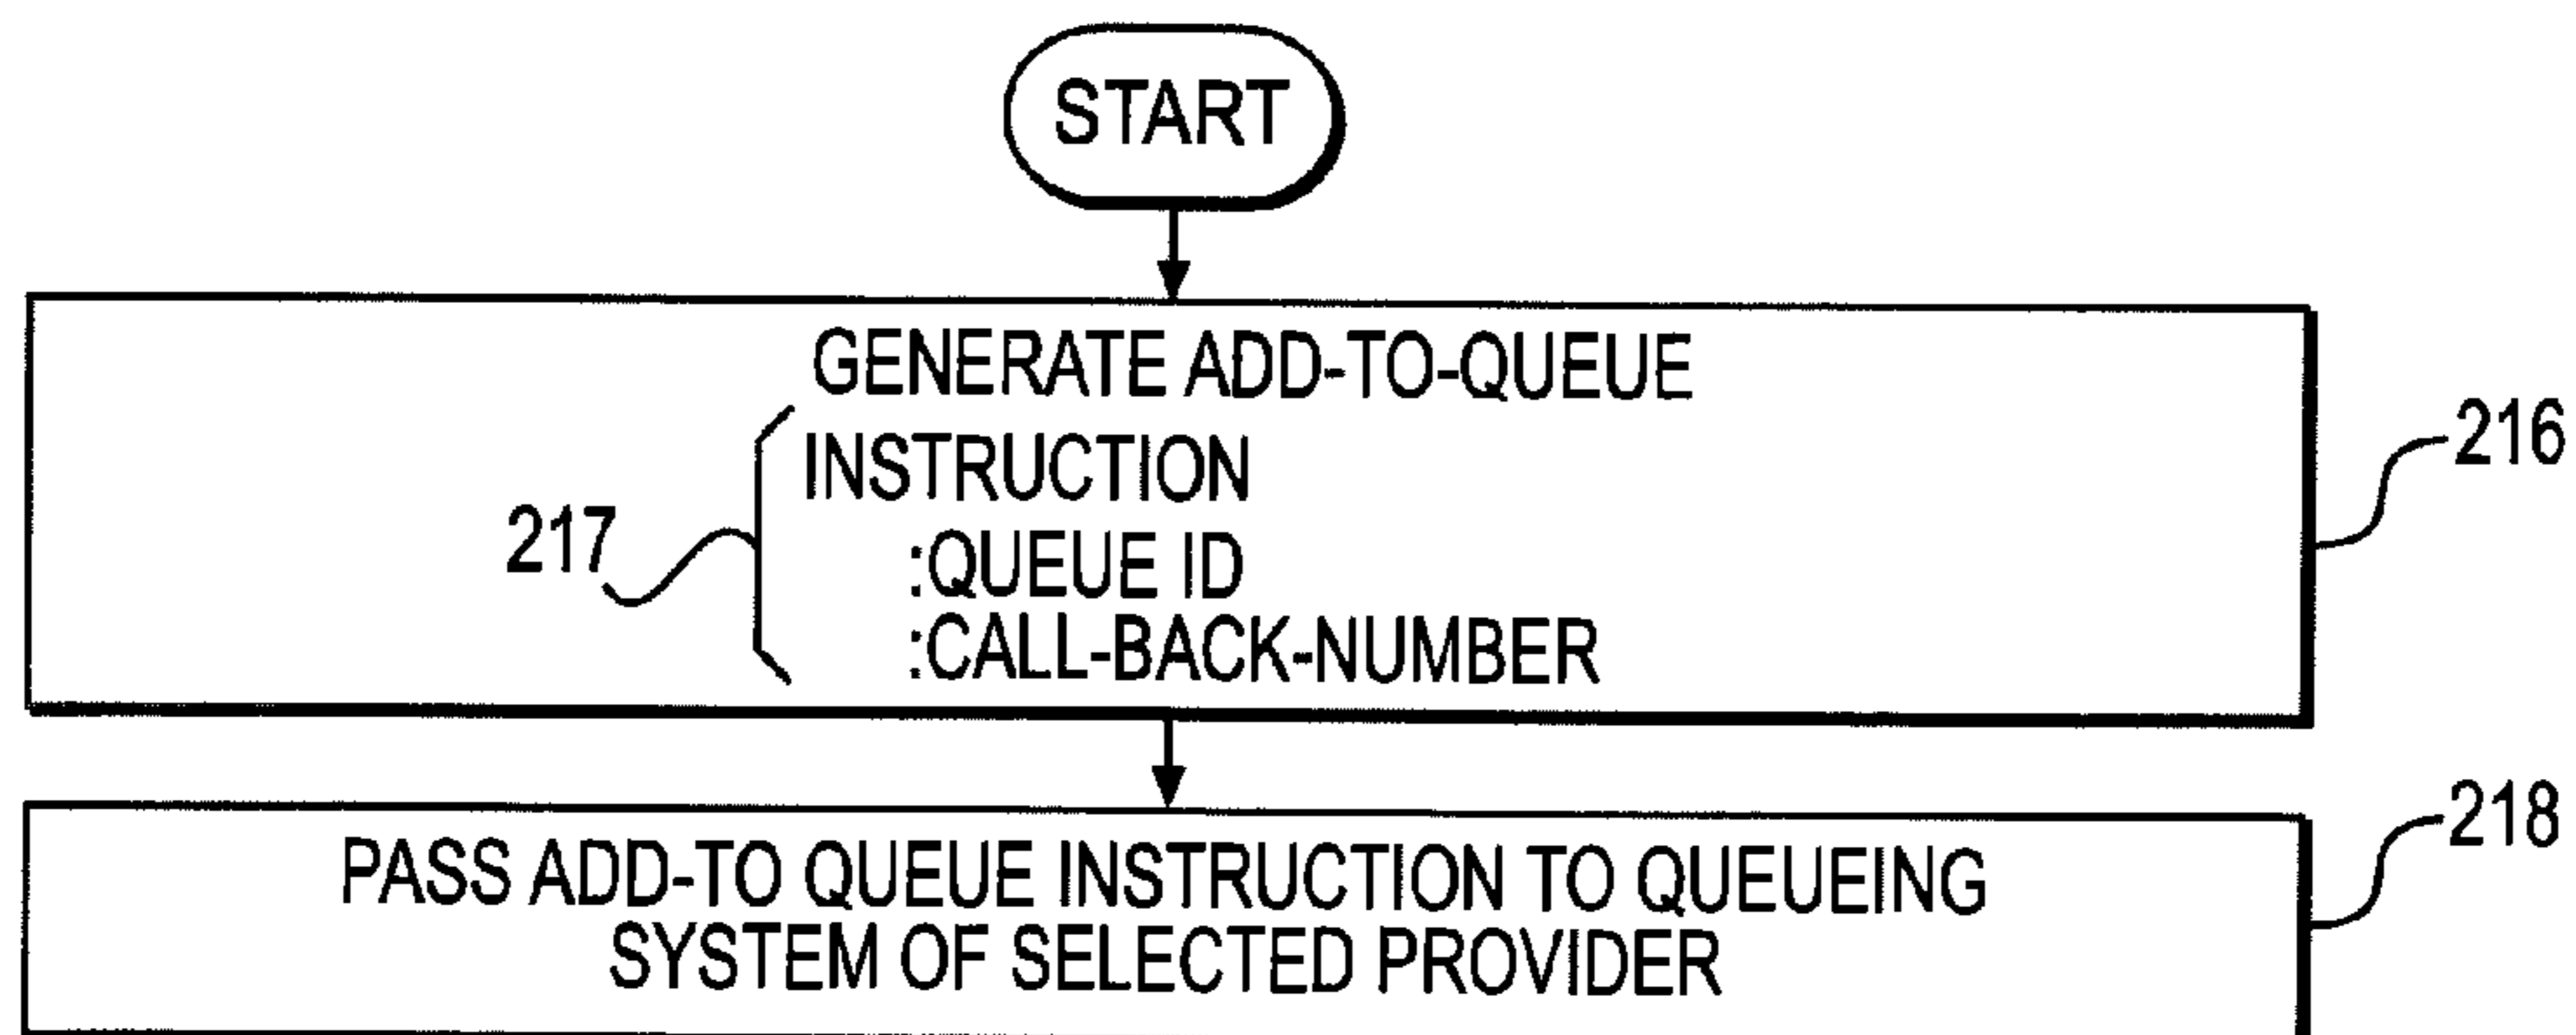 START
GENERATE ADD-TO-QUEUE
216
INSTRUCTION
217
:QUEUE ID
:CALL-BACK-NUMBER
218
PASS ADD-TO QUEUE INSTRUCTION TO QUEUEING
SYSTEM OF SELECTED PROVIDER